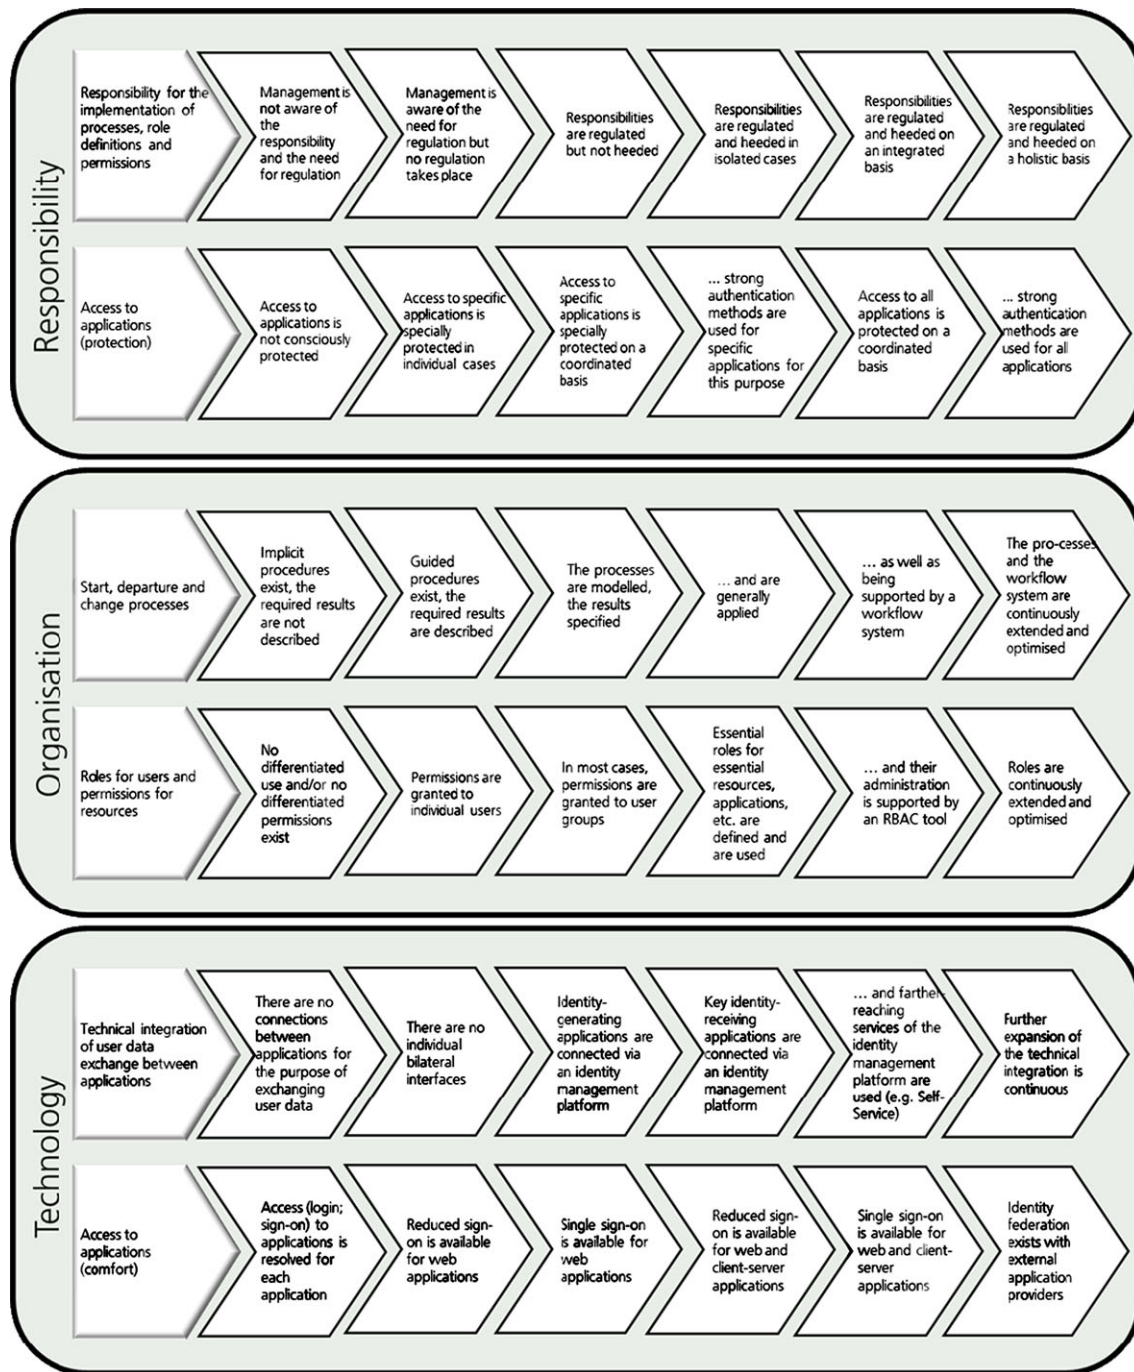 Responsibility
Responsibility for the
implementation of
processes, role
definitions and
permissions
Management is
not aware of
the
responsibility
and the need
for regulation
Management is
aware of the
need for
regulation but
no regulation
takes place
Responsibilities
are regulated
but not heeded
Responsibilities
are regulated
and heeded in
isolated cases
Responsibilities
are regulated
and heeded on
an integrated
basis
Responsibilities
are regulated
and heeded on
a holistic basis
Access to
applications
(protection)
Access to
applications is
not consciously
protected
Access to specific
applications is
specially
protected in
individual cases
Access to
specific
applications is
specially
protected on a
coordinated
basis
... strong
authentication
methods are
used for
specific
applications for
this purpose
Access to all
applications is
protected on a
coordinated
basis
... strong
authentication
methods are
used for all
applications
Organisation
Start, departure and
change processes
Implicit
procedures
exist, the
required results
are not
described
Guided
procedures
exist, the
required results
are described
The processes
are modelled,
the results
specified
... and are
generally
applied
... as well as
being
supported by a
workflow
system
The pro-cesses
and the
workflow
system are
continuously
extended and
optimised
Roles for users and
permissions for
resources
No
differentiated
use and/or no
differentiated
permissions
exist
Permissions are
granted to
individual users
In most cases,
permissions are
granted to user
groups
Essential
roles for
essential
resources,
applications,
etc. are
defined and
are used
... and their
administration
is supported by
an RBAC tool
Roles are
continuously
extended and
optimised
Technology
Technical integration
of user data
exchange between
applications
There are no
connections
between
applications for
the purpose of
exchanging
user data
There are no
individual
bilateral
interfaces
Identity-
generating
applications are
connected via
an identity
management
platform
Key identity-
receiving
applications are
connected via
an identity
management
platform
... and farther-
reaching
services of the
identity
management
platform are
used (e.g. Self-
Service)
Further
expansion of
the technical
integration is
continuous
Access to
applications
(comfort)
Access (login;
sign-on) to
applications is
resolved for
each
application
Reduced sign-
on is available
for web
applications
Single sign-on
is available for
web
applications
Reduced sign-
on is available
for web and
client-server
applications
Single sign-on
is available for
web and client-
server
applications
Identity
federation
exists with
external
application
providers